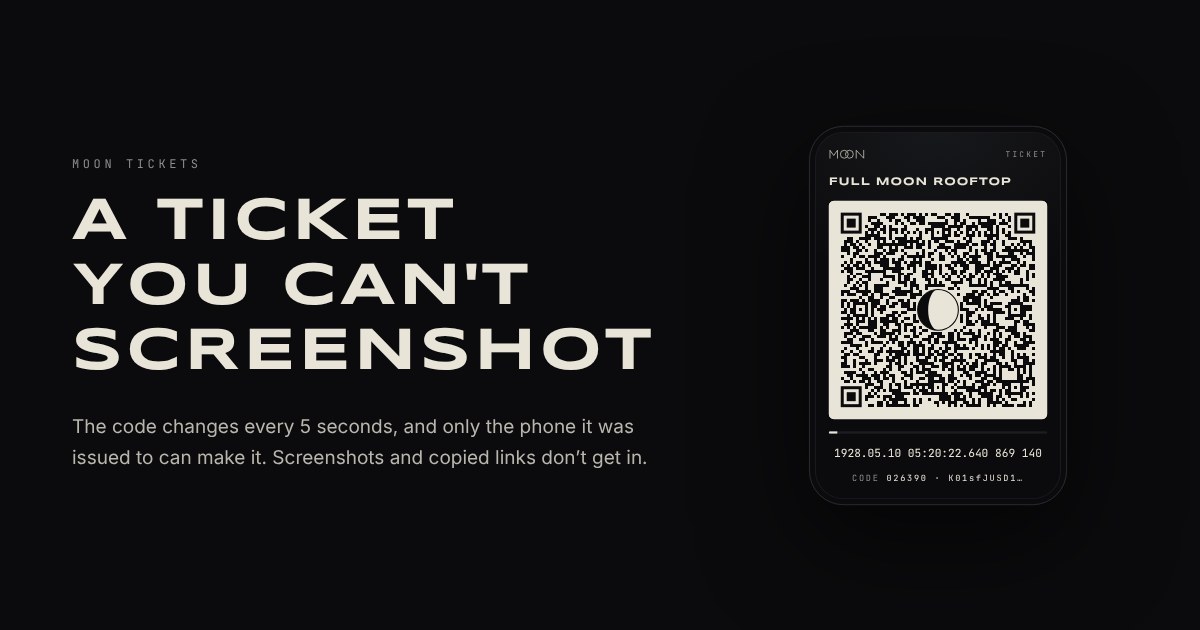 MOON TICKETS
A TICKET
YOU CAN'T
SCREENSHOT
The code changes every 5 seconds, and only the phone it was
issued to can make it. Screenshots and copied links don’t get in.
MOON
TICKET
FULL MOON ROOFTOP
1928.05.10 05:20:22.640 869 140
CODE 026390 · K01sfJUSD1…